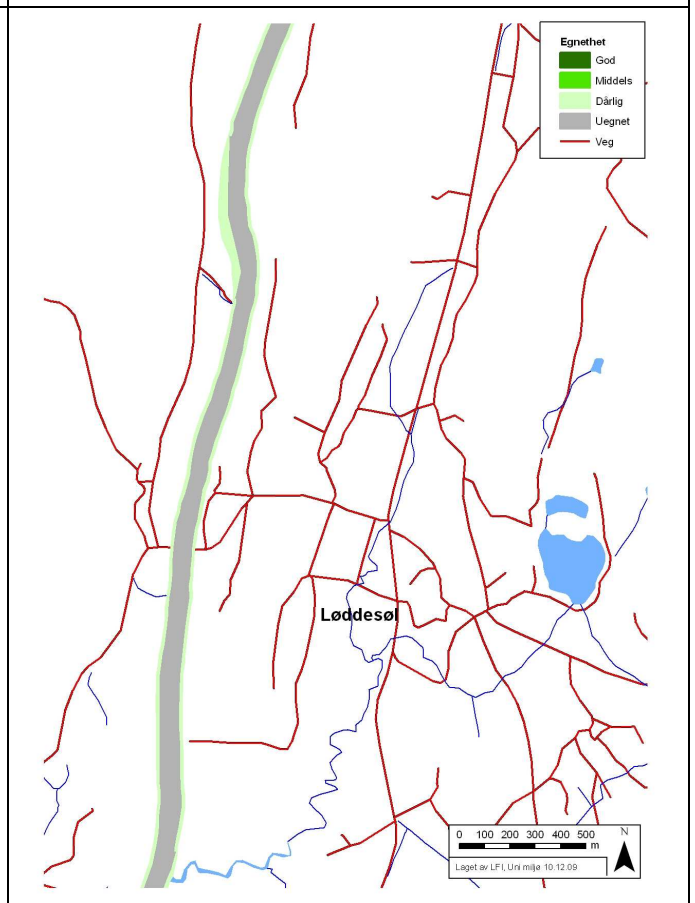 Egnethet
God
Middels
Dårlig
Uegnet
Veg
Løddesøl
0 100 200 300 400 500
m
N
Laget av LFI, Uni miljø 10.12.09